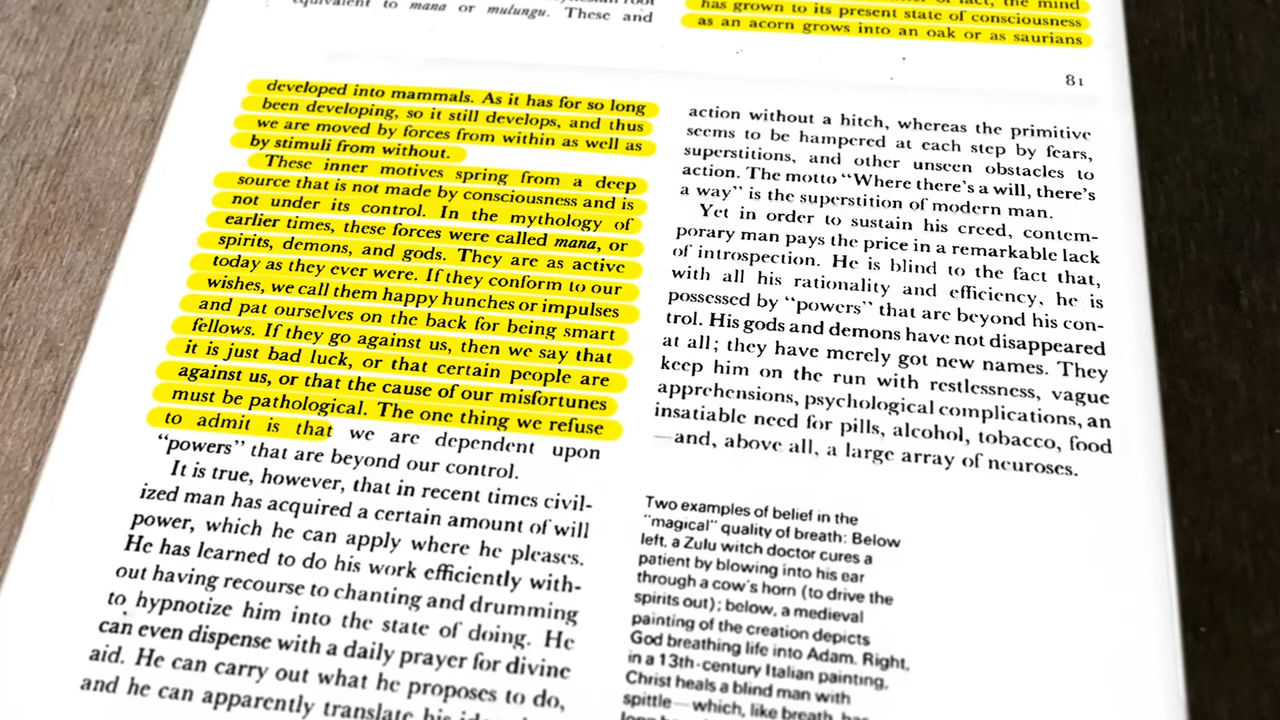 equivalent to mana or mulungu. These and
fact, the mind
has grown to its present state of consciousness
as an acorn grows into an oak or as saurians
81
developed into mammals. As it has for so long
been developing, so it still develops, and thus
we are moved by forces from within as well as
by stimuli from without.
These inner motives spring from a deep
source that is not made by consciousness and is
not under its control. In the mythology of
earlier times, these forces were called mana, or
spirits, demons, and gods. They are as active
today as they ever were. If they conform to our
wishes, we call them happy hunches or impulses
and pat ourselves on the back for being smart
fellows. If they go against us, then we say that
it is just bad luck, or that certain people are
against us, or that the cause of our misfortunes
must be pathological. The one thing we refuse
to admit is that we are dependent upon
“powers” that are beyond our control.
It is true, however, that in recent times civil-
ized man has acquired a certain amount of will
power, which he can apply where he pleases.
He has learned to do his work efficiently with-
out having recourse to chanting and drumming
to hypnotize him into the state of doing. He
can even dispense with a daily prayer for divine
aid. He can carry out what he proposes to do,
and he can apparently translate his
action without a hitch, whereas the primitive
seems to be hampered at each step by fears,
superstitions, and other unseen obstacles to
action. The motto “Where there’s a will, there’s
a way” is the superstition of modern man.
Yet in order to sustain his creed, contem-
porary man pays the price in a remarkable lack
of introspection. He is blind to the fact that,
with all his rationality and efficiency, he is
possessed by “powers” that are beyond his con-
trol. His gods and demons have not disappeared
at all; they have merely got new names. They
keep him on the run with restlessness, vague
apprehensions, psychological complications, an
insatiable need for pills, alcohol, tobacco, food
—and, above all, a large array of neuroses.
Two examples of belief in the
“magical” quality of breath: Below
left, a Zulu witch doctor cures a
patient by blowing into his ear
through a cow’s horn (to drive the
spirits out); below, a medieval
painting of the creation depicts
God breathing life into Adam. Right,
in a 13th-century Italian painting,
Christ heals a blind man with
spittle—which, like breath, has